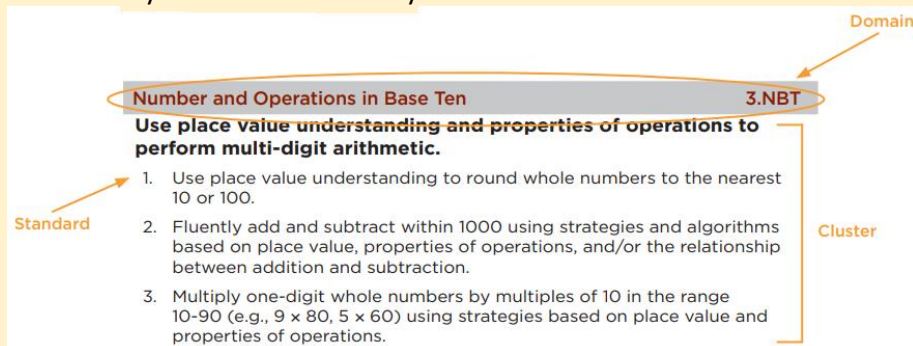 Domain
Number and Operations in Base Ten 3.NBT
Use place value understanding and properties of operations to
perform multi-digit arithmetic.
1. Use place value understanding to round whole numbers to the nearest
10 or 100.
Standard
2. Fluently add and subtract within 1000 using strategies and algorithms
based on place value, properties of operations, and/or the relationship
between addition and subtraction.
Cluster
3. Multiply one-digit whole numbers by multiples of 10 in the range
10-90 (e.g., 9 × 80, 5 × 60) using strategies based on place value and
properties of operations.